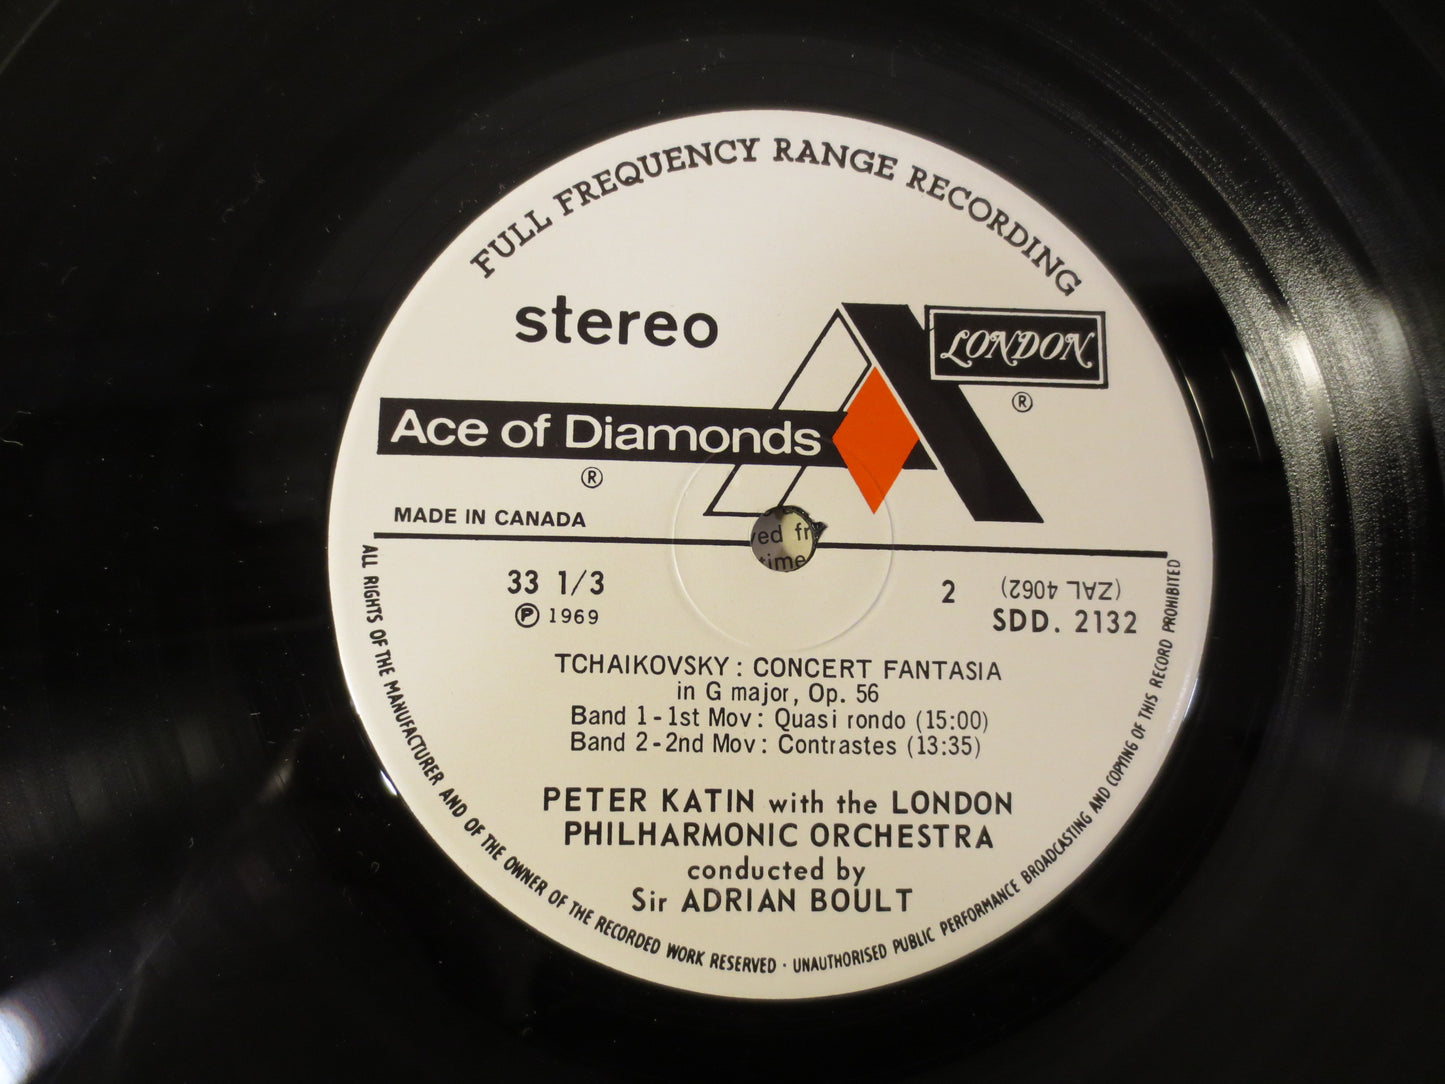 FULL FREQUENCY RANGE RECORDING
stereo
LONDON
®
Ace of Diamonds
®
MADE IN CANADA
ved fr
time
33 1/3
2
(ZAL 4062)
℗ 1969
SDD. 2132
TCHAIKOVSKY: CONCERT FANTASIA
in G major, Op. 56
Band 1 - 1st Mov: Quasi rondo (15:00)
Band 2 - 2nd Mov: Contrastes (13:35)
PETER KATIN with the LONDON
PHILHARMONIC ORCHESTRA
conducted by
Sir ADRIAN BOULT
ALL RIGHTS OF THE MANUFACTURER AND OF THE OWNER OF THE RECORDED WORK RESERVED · UNAUTHORISED PUBLIC PERFORMANCE BROADCASTING AND COPYING OF THIS RECORD PROHIBITED